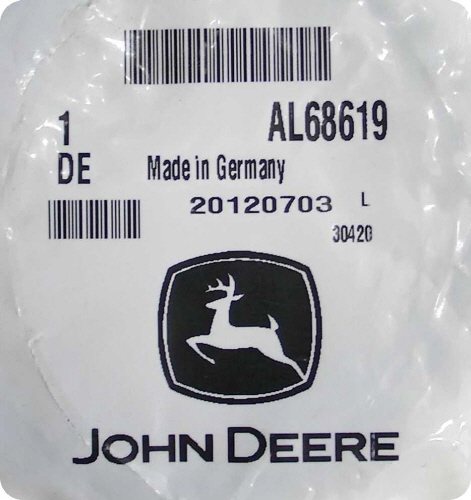 1 AL68619
DE Made in Germany
20120703 L
30420
JOHN DEERE